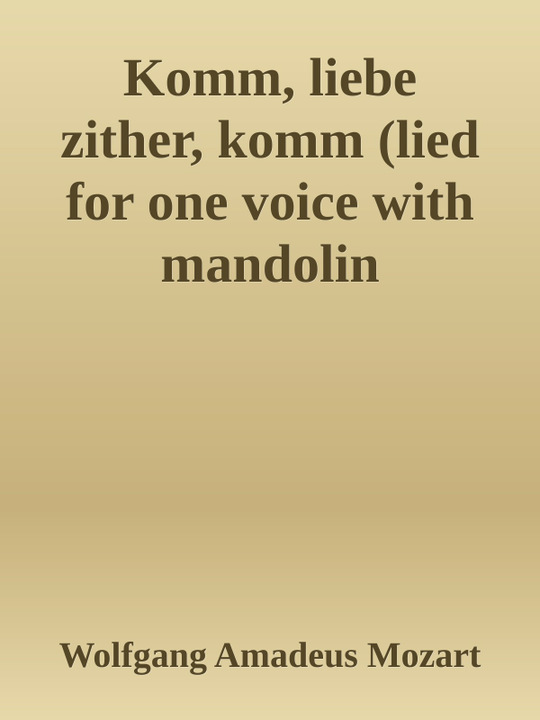 Komm, liebe
zither, komm (lied
for one voice with
mandolin
Wolfgang Amadeus Mozart